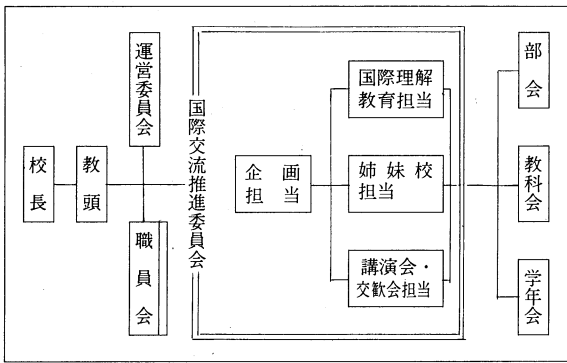 校長
教頭
運営委員会
職員会
国際交流推進委員会
企画
担当
国際理解
教育担当
姉妹校
担当
講演会・
交歓会担当
部会
教科会
学年会